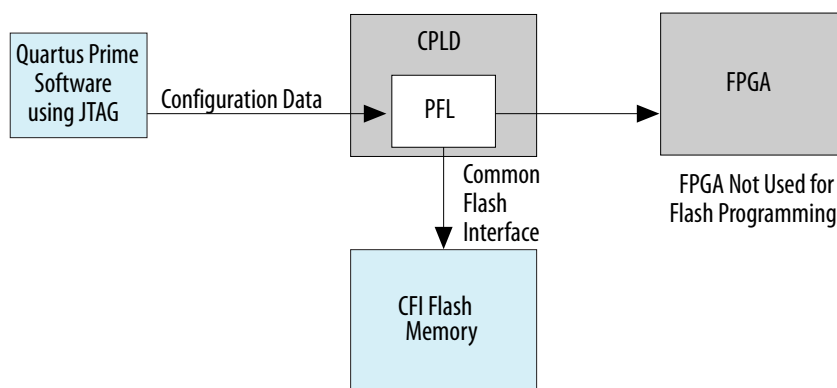 Quartus Prime
Software
using JTAG
Configuration Data
CPLD
PFL
FPGA
FPGA Not Used for
Flash Programming
Common
Flash
Interface
CFI Flash
Memory